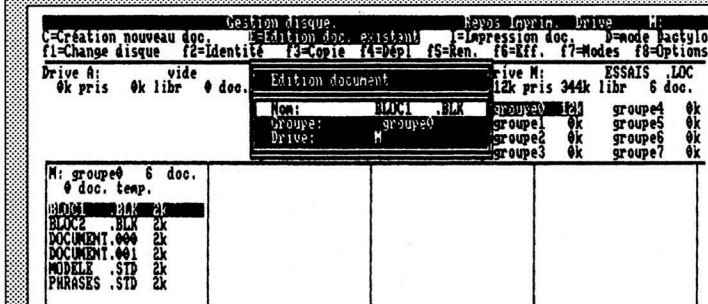 Gestion disque. Repos Imprim. Drive M:
C=Création nouveau doc. E=Edition doc. existant I=Impression doc. D=mode Dactylo
f1=Change disque f2=Identité f3=Copie f4=Dépl f5=Ren. f6=Eff. f7=Modes f8=Options
Drive A: vide
0k pris 0k libr 0 doc.
Edition document
Nom: BLOC1 .BLK
Groupe: groupe0
Drive: M
rive M: ESSAIS .LOC
12k pris 344k libr 6 doc.
groupe0 12k groupe4 0k
groupe1 0k groupe5 0k
groupe2 0k groupe6 0k
groupe3 0k groupe7 0k
M: groupe0 6 doc.
0 doc. temp.
BLOC1 .BLK 2k
BLOC2 .BLK 2k
DOCUMENT.000 2k
DOCUMENT.001 2k
MODELE .STD 2k
PHRASES .STD 2k